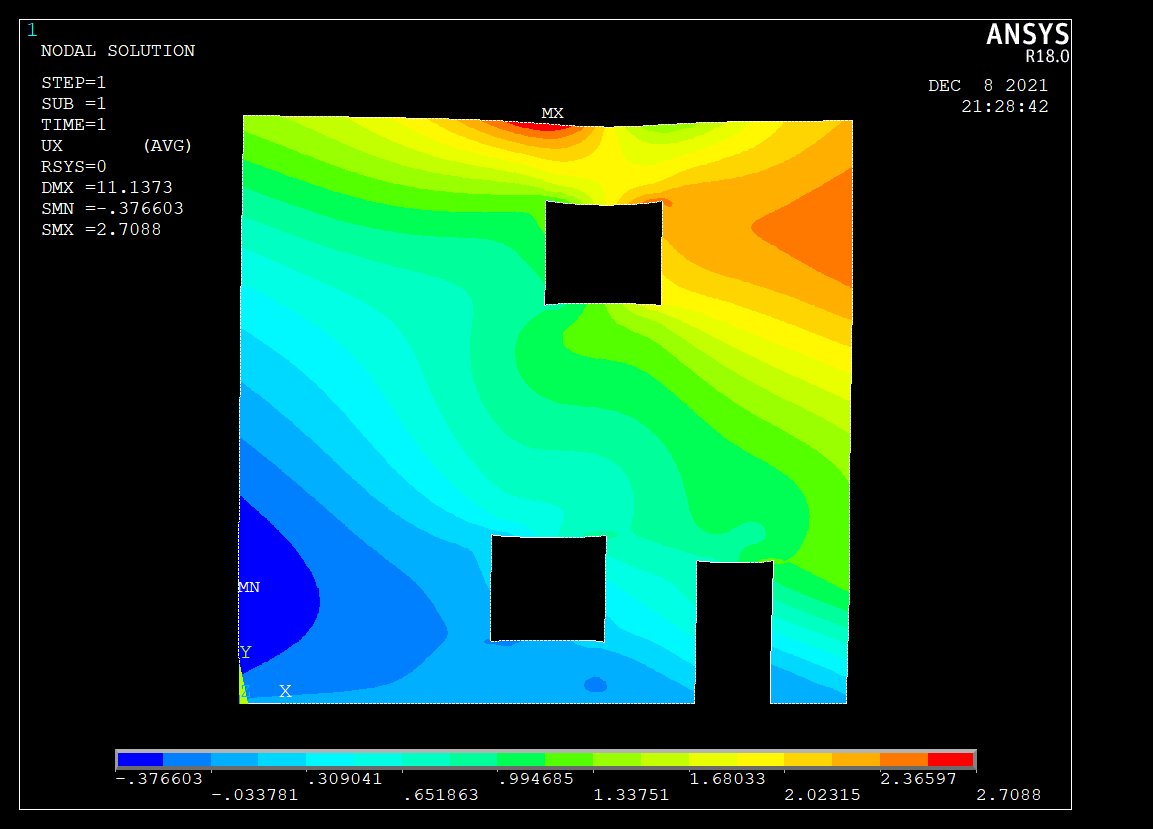 1
ANSYS
R18.0
NODAL SOLUTION
STEP=1
SUB =1
TIME=1
UX (AVG)
RSYS=0
DMX =11.1373
SMN =-.376603
SMX =2.7088
DEC 8 2021
21:28:42
MX
MN
Y
Z X
-.376603 .309041 .994685 1.68033 2.36597
-.033781 .651863 1.33751 2.02315 2.7088